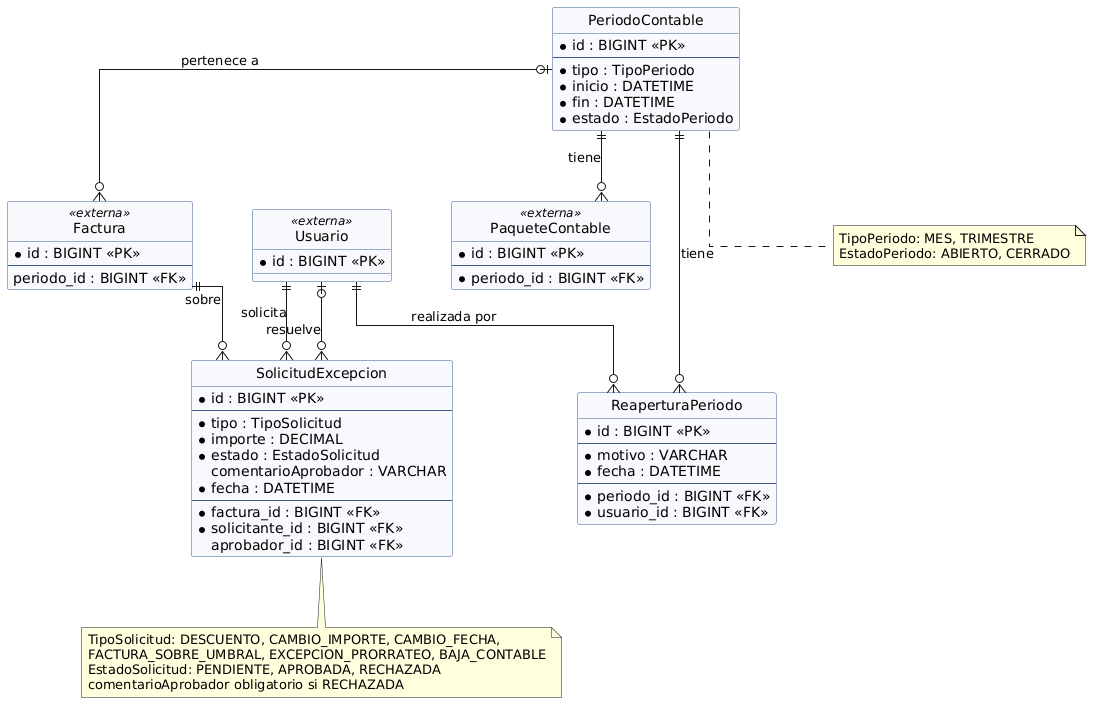 PeriodoContable
id : BIGINT «PK»
tipo : TipoPeriodo
inicio : DATETIME
fin : DATETIME
estado : EstadoPeriodo
pertenece a
tiene
tiene
«externa»
Factura
id : BIGINT «PK»
periodo_id : BIGINT «FK»
«externa»
Usuario
id : BIGINT «PK»
«externa»
PaqueteContable
id : BIGINT «PK»
periodo_id : BIGINT «FK»
TipoPeriodo: MES, TRIMESTRE
EstadoPeriodo: ABIERTO, CERRADO
sobre
solicita
resuelve
realizada por
SolicitudExcepcion
id : BIGINT «PK»
tipo : TipoSolicitud
importe : DECIMAL
estado : EstadoSolicitud
comentarioAprobador : VARCHAR
fecha : DATETIME
factura_id : BIGINT «FK»
solicitante_id : BIGINT «FK»
aprobador_id : BIGINT «FK»
ReaperturaPeriodo
id : BIGINT «PK»
motivo : VARCHAR
fecha : DATETIME
periodo_id : BIGINT «FK»
usuario_id : BIGINT «FK»
TipoSolicitud: DESCUENTO, CAMBIO_IMPORTE, CAMBIO_FECHA,
FACTURA_SOBRE_UMBRAL, EXCEPCION_PRORRATEO, BAJA_CONTABLE
EstadoSolicitud: PENDIENTE, APROBADA, RECHAZADA
comentarioAprobador obligatorio si RECHAZADA